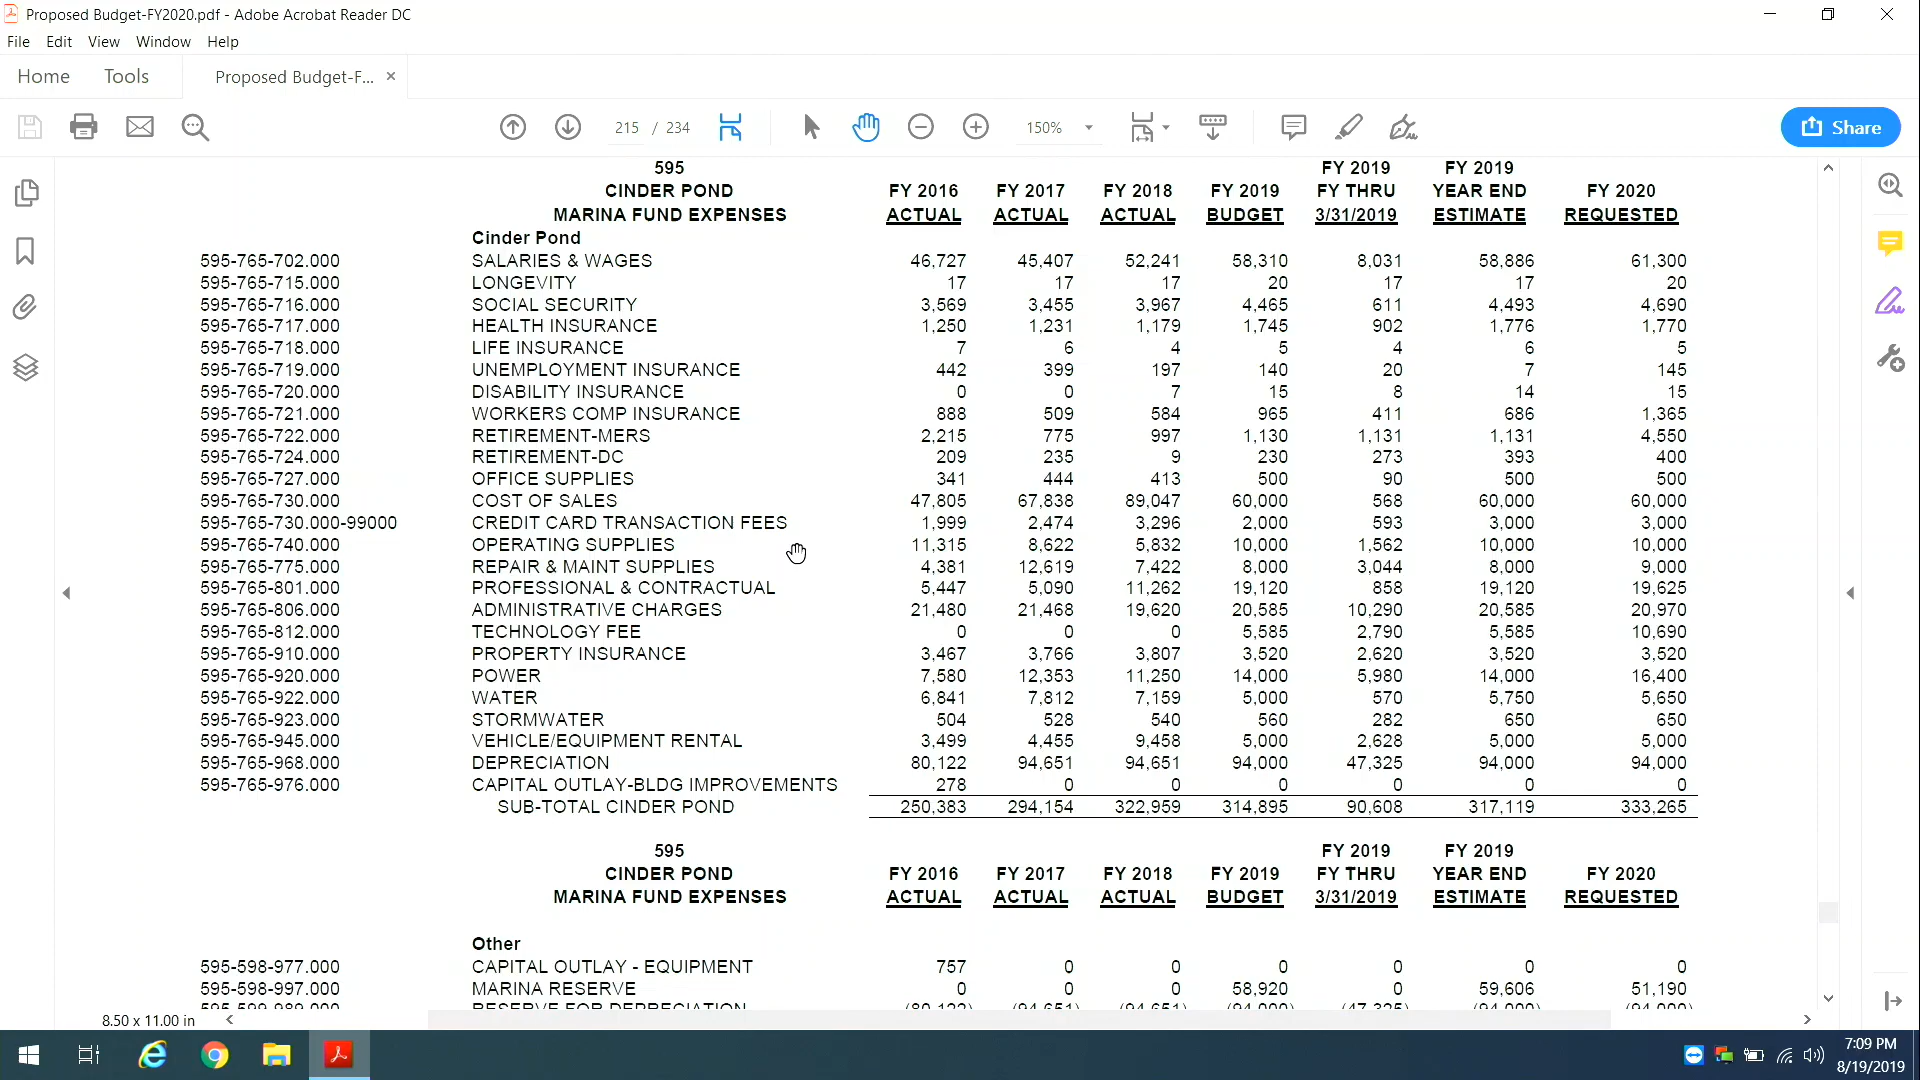 Proposed Budget-FY2020.pdf - Adobe Acrobat Reader DC
File Edit View Window Help
Home Tools Proposed Budget-F... ×
215 / 234 150% Share
595 FY 2019 FY 2019
CINDER POND FY 2016 FY 2017 FY 2018 FY 2019 FY THRU YEAR END FY 2020
MARINA FUND EXPENSES ACTUAL ACTUAL ACTUAL BUDGET 3/31/2019 ESTIMATE REQUESTED
Cinder Pond
595-765-702.000 SALARIES & WAGES 46,727 45,407 52,241 58,310 8,031 58,886 61,300
595-765-715.000 LONGEVITY 17 17 17 20 17 17 20
595-765-716.000 SOCIAL SECURITY 3,569 3,455 3,967 4,465 611 4,493 4,690
595-765-717.000 HEALTH INSURANCE 1,250 1,231 1,179 1,745 902 1,776 1,770
595-765-718.000 LIFE INSURANCE 7 6 4 5 4 6 5
595-765-719.000 UNEMPLOYMENT INSURANCE 442 399 197 140 20 7 145
595-765-720.000 DISABILITY INSURANCE 0 0 7 15 8 14 15
595-765-721.000 WORKERS COMP INSURANCE 888 509 584 965 411 686 1,365
595-765-722.000 RETIREMENT-MERS 2,215 775 997 1,130 1,131 1,131 4,550
595-765-724.000 RETIREMENT-DC 209 235 9 230 273 393 400
595-765-727.000 OFFICE SUPPLIES 341 444 413 500 90 500 500
595-765-730.000 COST OF SALES 47,805 67,838 89,047 60,000 568 60,000 60,000
595-765-730.000-99000 CREDIT CARD TRANSACTION FEES 1,999 2,474 3,296 2,000 593 3,000 3,000
595-765-740.000 OPERATING SUPPLIES 11,315 8,622 5,832 10,000 1,562 10,000 10,000
595-765-775.000 REPAIR & MAINT SUPPLIES 4,381 12,619 7,422 8,000 3,044 8,000 9,000
595-765-801.000 PROFESSIONAL & CONTRACTUAL 5,447 5,090 11,262 19,120 858 19,120 19,625
595-765-806.000 ADMINISTRATIVE CHARGES 21,480 21,468 19,620 20,585 10,290 20,585 20,970
595-765-812.000 TECHNOLOGY FEE 0 0 0 5,585 2,790 5,585 10,690
595-765-910.000 PROPERTY INSURANCE 3,467 3,766 3,807 3,520 2,620 3,520 3,520
595-765-920.000 POWER 7,580 12,353 11,250 14,000 5,980 14,000 16,400
595-765-922.000 WATER 6,841 7,812 7,159 5,000 570 5,750 5,650
595-765-923.000 STORMWATER 504 528 540 560 282 650 650
595-765-945.000 VEHICLE/EQUIPMENT RENTAL 3,499 4,455 9,458 5,000 2,628 5,000 5,000
595-765-968.000 DEPRECIATION 80,122 94,651 94,651 94,000 47,325 94,000 94,000
595-765-976.000 CAPITAL OUTLAY-BLDG IMPROVEMENTS 278 0 0 0 0 0 0
SUB-TOTAL CINDER POND 250,383 294,154 322,959 314,895 90,608 317,119 333,265
595 FY 2019 FY 2019
CINDER POND FY 2016 FY 2017 FY 2018 FY 2019 FY THRU YEAR END FY 2020
MARINA FUND EXPENSES ACTUAL ACTUAL ACTUAL BUDGET 3/31/2019 ESTIMATE REQUESTED
Other
595-598-977.000 CAPITAL OUTLAY - EQUIPMENT 757 0 0 0 0 0 0
595-598-997.000 MARINA RESERVE 0 0 0 58,920 0 59,606 51,190
595-599-989.000 RESERVE FOR DEPRECIATION (80,122) (94,651) (94,651) (94,000) (47,325) (94,000) (94,000)
8.50 x 11.00 in
7:09 PM
8/19/2019